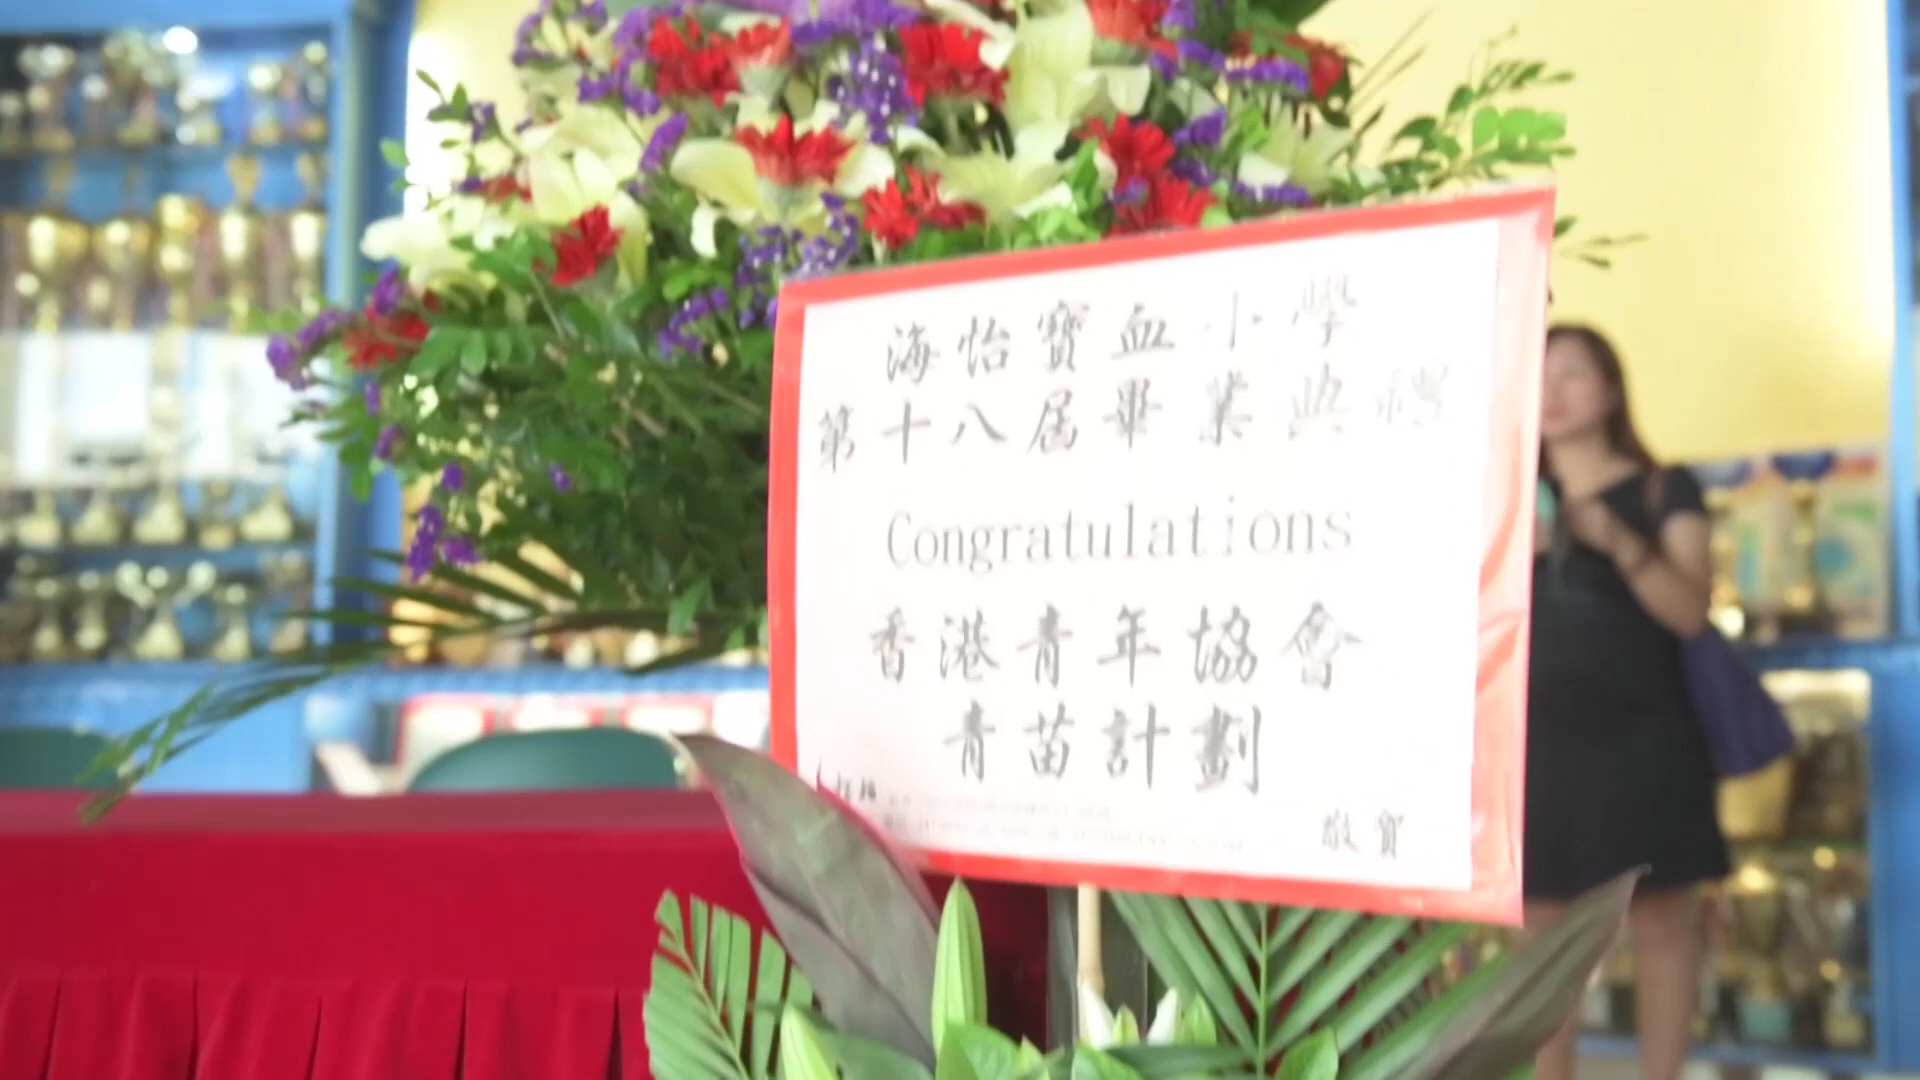 海怡寶血小學
第十八屆畢業典禮
Congratulations
香港青年協會
青苗計劃
敬賀